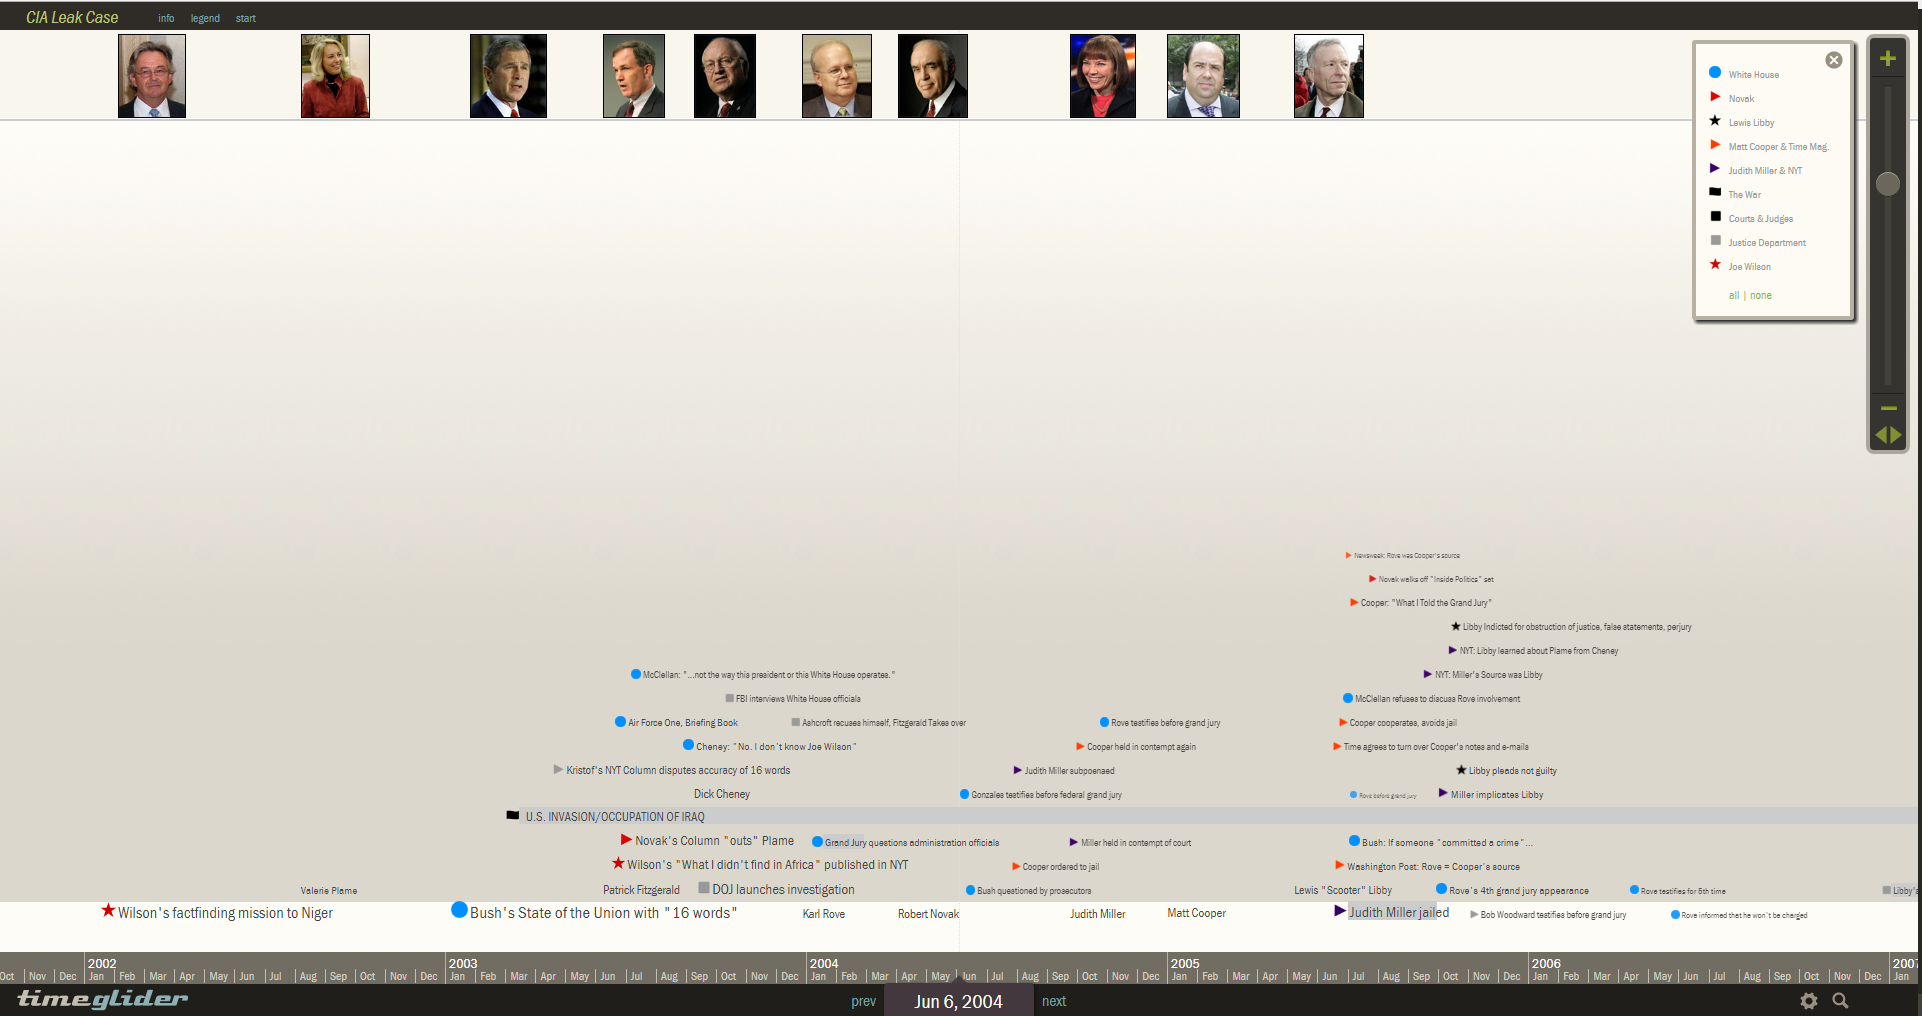 CIA Leak Case info legend start
White House
Novak
Lewis Libby
Matt Cooper & Time Mag.
Judith Miller & NYT
The War
Courts & Judges
Justice Department
Joe Wilson
all | none
Newsweek: Rove was Cooper's source
Novak walks off "Inside Politics" set
Cooper: "What I Told the Grand Jury"
Libby Indicted for obstruction of justice, false statements, perjury
NYT: Libby learned about Plame from Cheney
McClellan: "...not the way this president or this White House operates." NYT: Miller's Source was Libby
FBI interviews White House officials McClellan refuses to discuss Rove involvement
Air Force One, Briefing Book Ashcroft recuses himself, Fitzgerald Takes over Rove testifies before grand jury Cooper cooperates, avoids jail
Cheney: "No. I don't know Joe Wilson" Cooper held in contempt again Time agrees to turn over Cooper's notes and e-mails
Kristof's NYT Column disputes accuracy of 16 words Judith Miller subpoenaed Libby pleads not guilty
Dick Cheney Gonzales testifies before federal grand jury Rove before grand jury Miller implicates Libby
U.S. INVASION/OCCUPATION OF IRAQ
Novak's Column "outs" Plame Grand Jury questions administration officials Miller held in contempt of court Bush: If someone "committed a crime"...
Wilson's "What I didn't find in Africa" published in NYT Cooper ordered to jail Washington Post: Rove = Cooper's source
Valerie Plame Patrick Fitzgerald DOJ launches investigation Bush questioned by prosecutors Lewis "Scooter" Libby Rove's 4th grand jury appearance Rove testifies for 5th time Libby's
Wilson's factfinding mission to Niger Bush's State of the Union with "16 words" Karl Rove Robert Novak Judith Miller Matt Cooper Judith Miller jailed Bob Woodward testifies before grand jury Rove informed that he won't be charged
2002 2003 2004 2005 2006 2007
Oct Nov Dec Jan Feb Mar Apr May Jun Jul Aug Sep Oct Nov Dec Jan Feb Mar Apr May Jun Jul Aug Sep Oct Nov Dec Jan Feb Mar Apr May Jun Jul Aug Sep Oct Nov Dec Jan Feb Mar Apr May Jun Jul Aug Sep Oct Nov Dec Jan Feb Mar Apr May Jun Jul Aug Sep Oct Nov Dec Jan
timeglider prev Jun 6, 2004 next